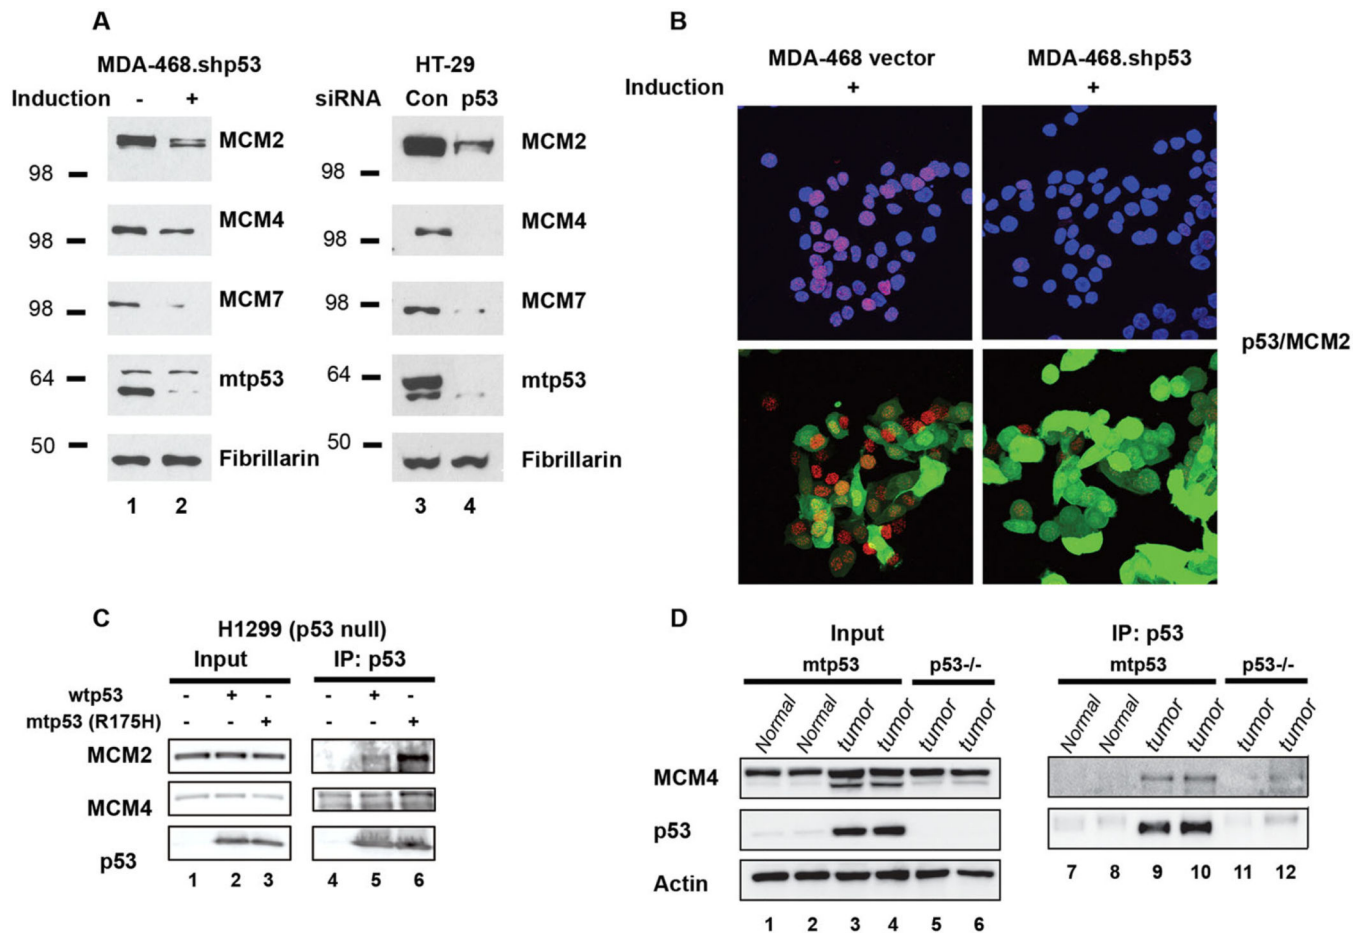 A
MDA-468.shp53
Induction - +
MCM2
98
MCM4
98
MCM7
98
mtp53
64
50
Fibrillarin
1 2
HT-29
siRNA Con p53
MCM2
98
MCM4
98
MCM7
98
mtp53
64
50
Fibrillarin
3 4
B
MDA-468 vector MDA-468.shp53
Induction + +
p53/MCM2
C
H1299 (p53 null)
Input IP: p53
wtp53 - + - - + -
mtp53 (R175H) - - + - - +
MCM2
MCM4
p53
1 2 3 4 5 6
D
Input IP: p53
mtp53 p53-/- mtp53 p53-/-
Normal Normal tumor tumor tumor tumor Normal Normal tumor tumor tumor tumor
MCM4
p53
Actin
7 8 9 10 11 12
1 2 3 4 5 6